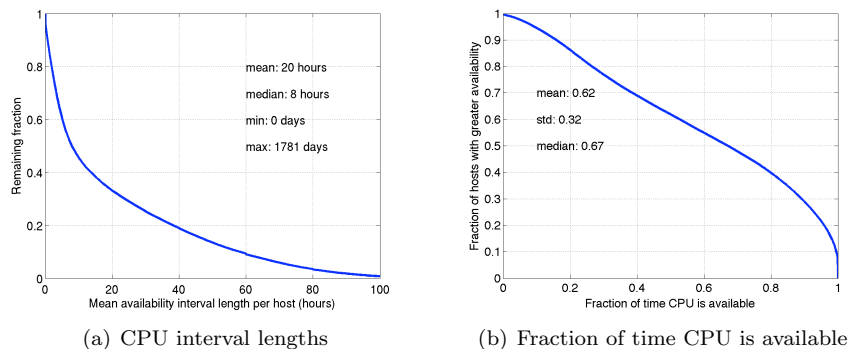 1
0.8
0.6
0.4
0.2
0
0 20 40 60 80 100
Remaining fraction
Mean availability interval length per host (hours)
mean: 20 hours
median: 8 hours
min: 0 days
max: 1781 days
(a) CPU interval lengths
1
0.9
0.8
0.7
0.6
0.5
0.4
0.3
0.2
0.1
0
0 0.2 0.4 0.6 0.8 1
Fraction of hosts with greater availability
Fraction of time CPU is available
mean: 0.62
std: 0.32
median: 0.67
(b) Fraction of time CPU is available